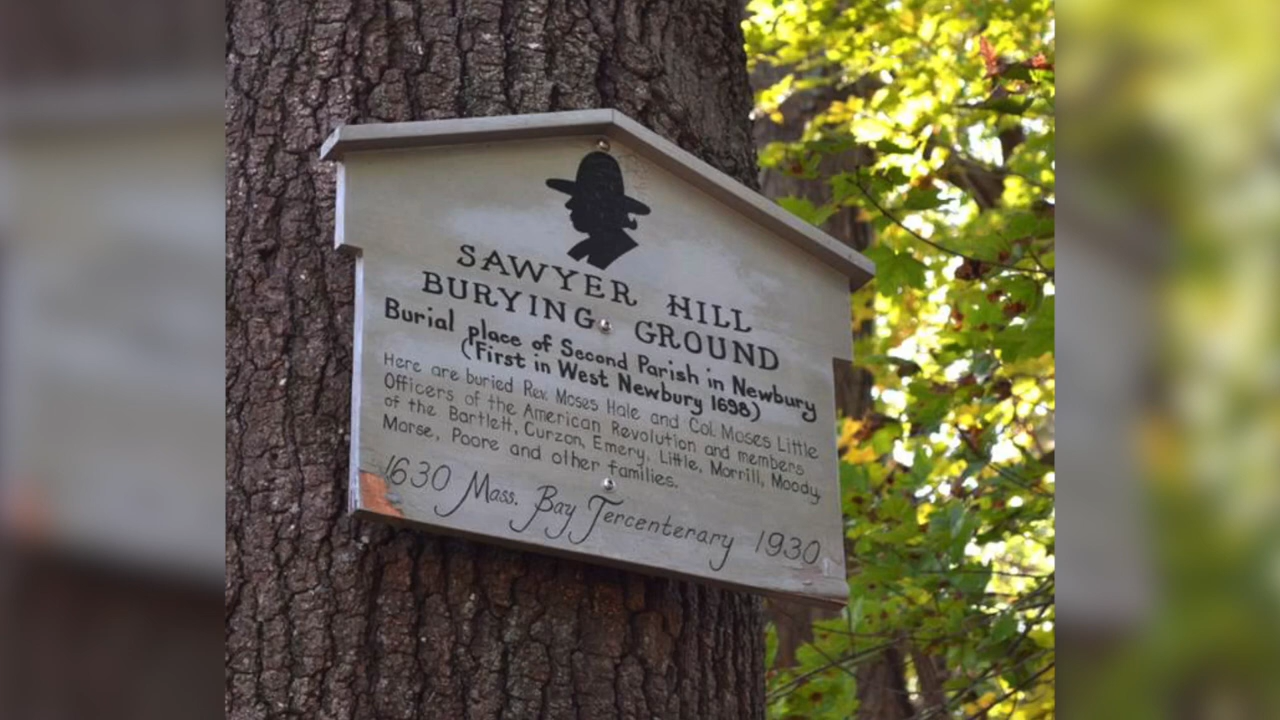 SAWYER HILL
BURYING GROUND
Burial place of Second Parish in Newbury
(First in West Newbury 1698)
Here are buried Rev. Moses Hale and Col. Moses Little
Officers of the American Revolution and members
of the Bartlett, Curzon, Emery, Little, Morrill, Moody,
Morse, Poore and other families.
1630 Mass. Bay Tercenterary 1930